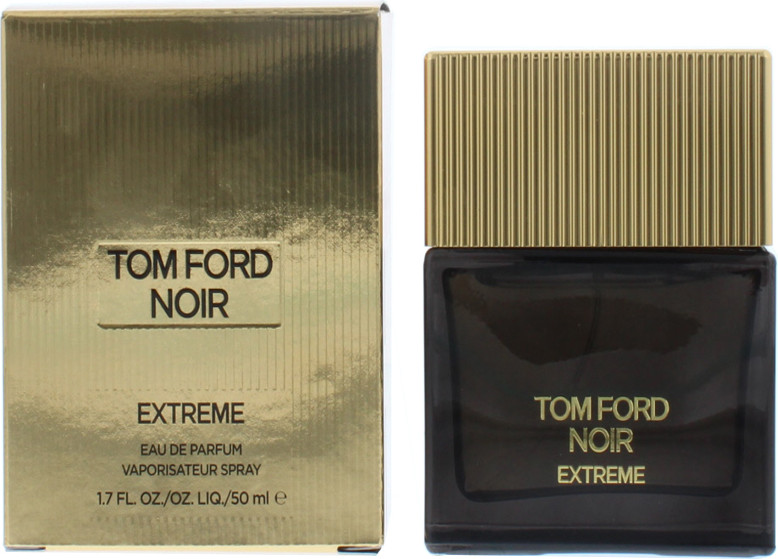 TOM FORD
NOIR
EXTREME
EAU DE PARFUM
VAPORISATEUR SPRAY
1.7 FL. OZ./OZ. LIQ./50 ml ℮
TOM FORD
NOIR
EXTREME